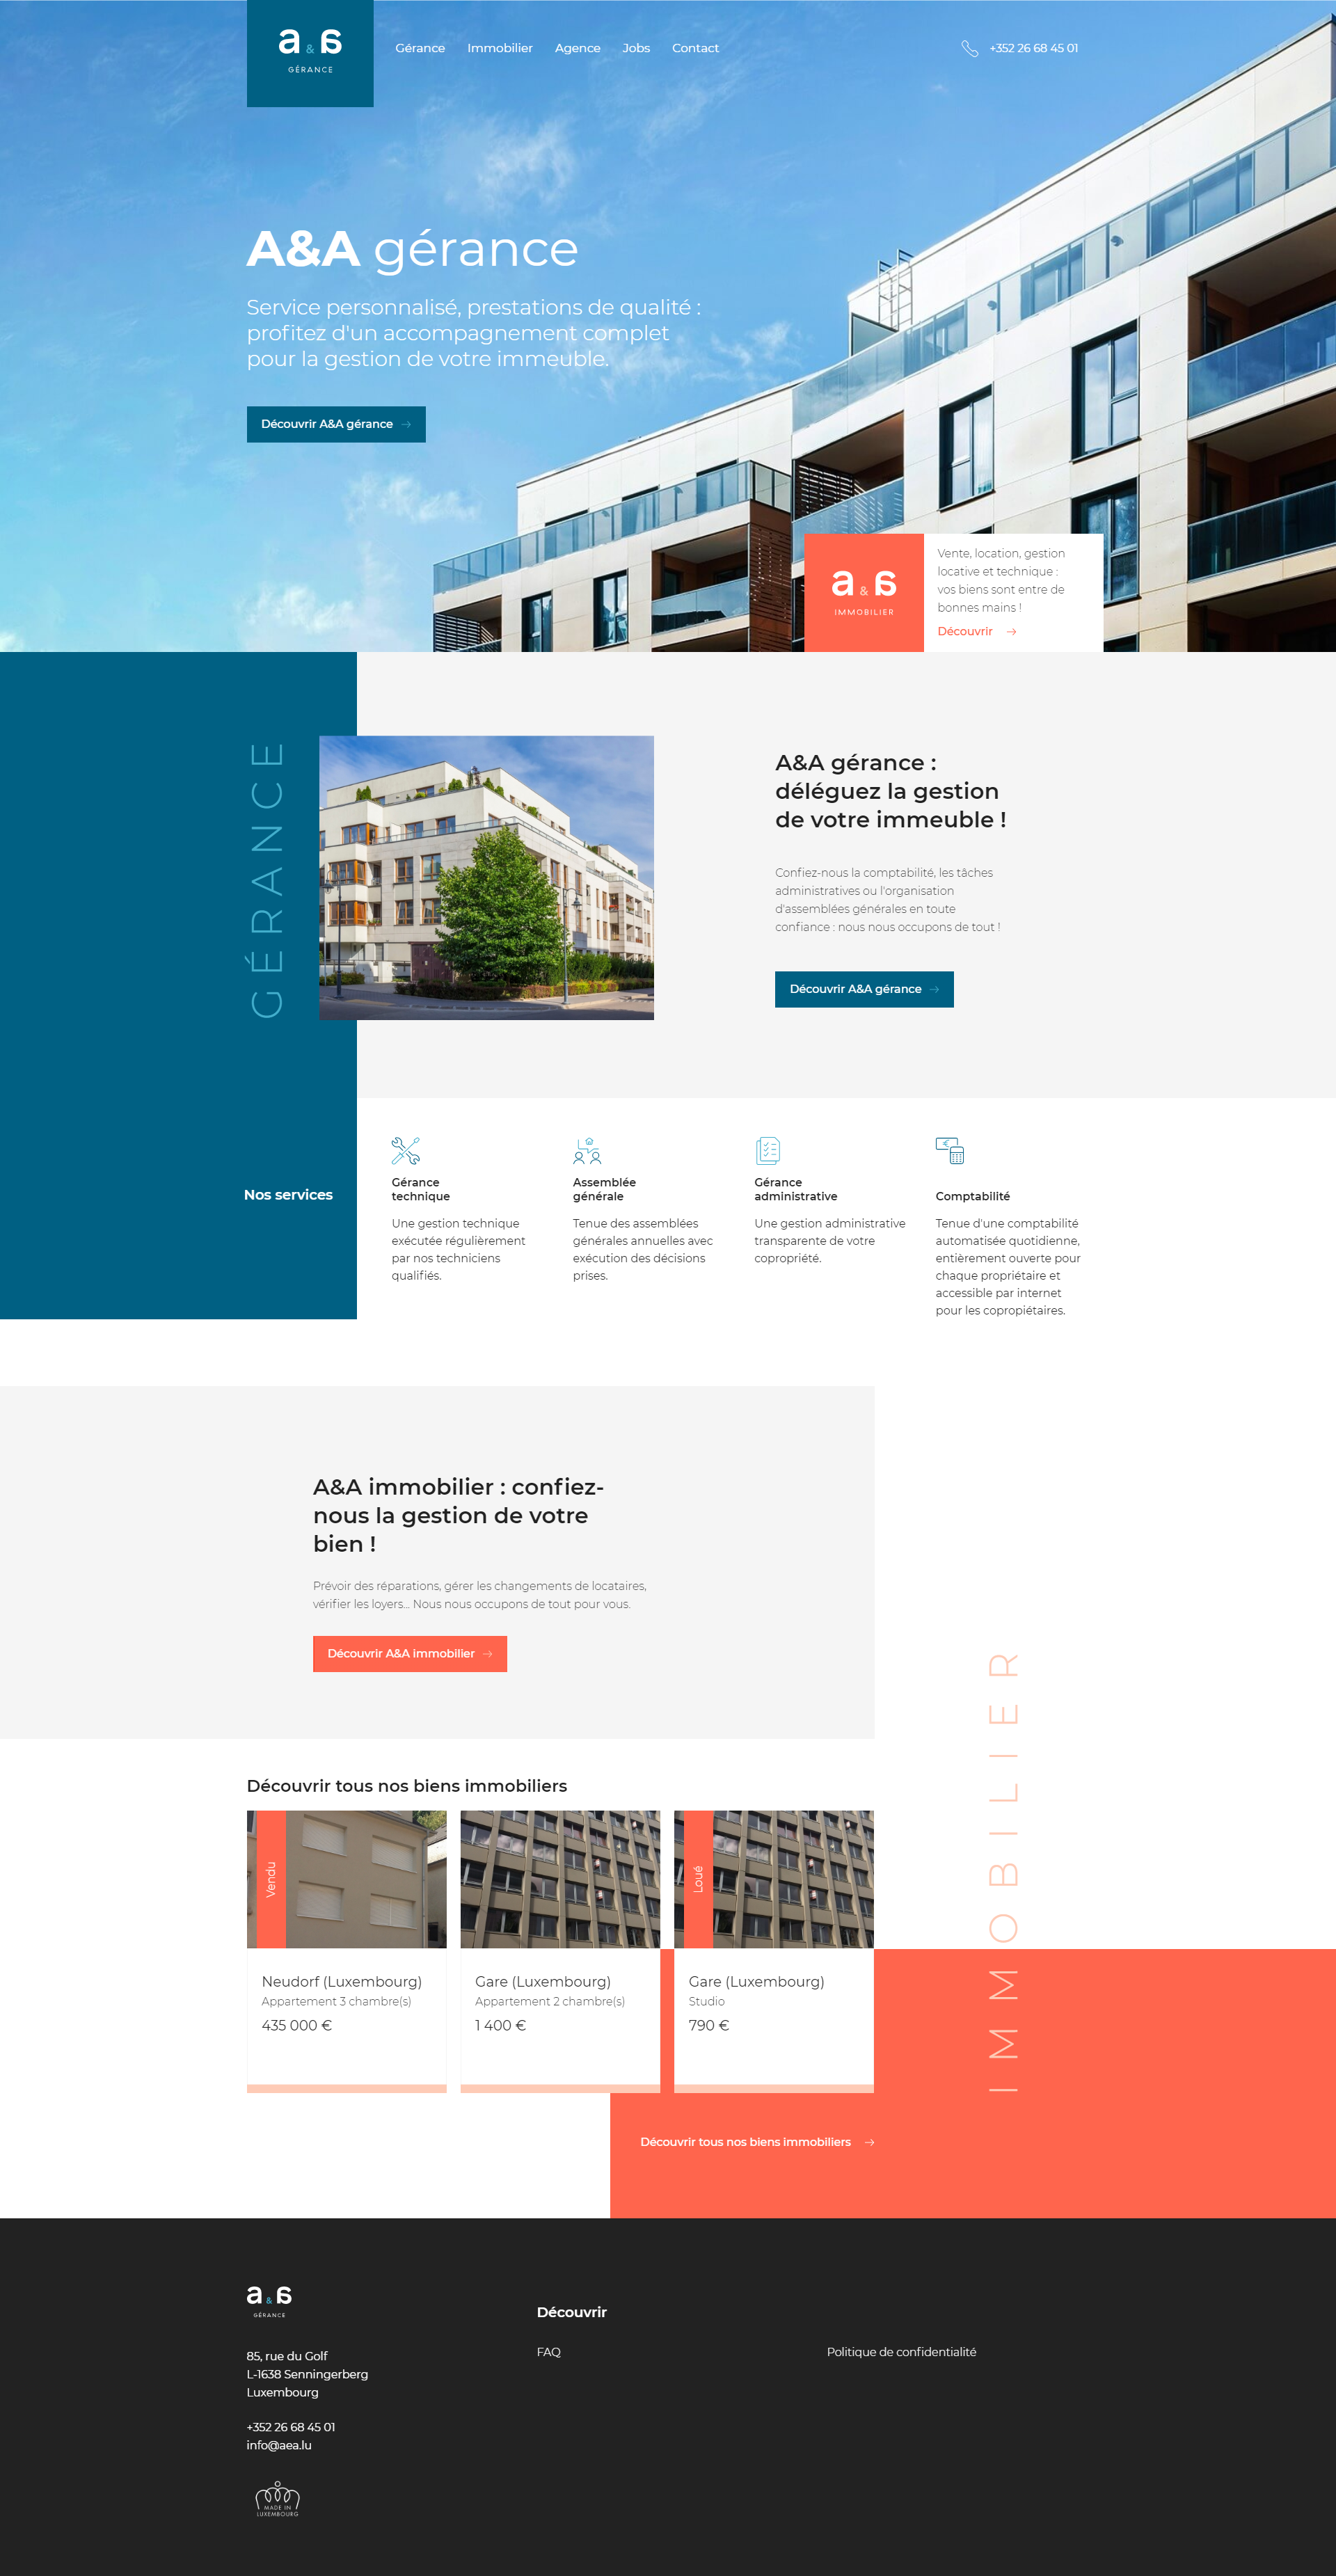 a & a
GÉRANCE
Gérance Immobilier Agence Jobs Contact
+352 26 68 45 01
A&A gérance
Service personnalisé, prestations de qualité :
profitez d'un accompagnement complet
pour la gestion de votre immeuble.
Découvrir A&A gérance
a & a
IMMOBILIER
Vente, location, gestion
locative et technique :
vos biens sont entre de
bonnes mains !
Découvrir
GÉRANCE
A&A gérance :
déléguez la gestion
de votre immeuble !
Confiez-nous la comptabilité, les tâches
administratives ou l'organisation
d'assemblées générales en toute
confiance : nous nous occupons de tout !
Découvrir A&A gérance
Nos services
Gérance
technique
Une gestion technique
exécutée régulièrement
par nos techniciens
qualifiés.
Assemblée
générale
Tenue des assemblées
générales annuelles avec
exécution des décisions
prises.
Gérance
administrative
Une gestion administrative
transparente de votre
copropriété.
Comptabilité
Tenue d'une comptabilité
automatisée quotidienne,
entièrement ouverte pour
chaque propriétaire et
accessible par internet
pour les copropiétaires.
A&A immobilier : confiez-
nous la gestion de votre
bien !
Prévoir des réparations, gérer les changements de locataires,
vérifier les loyers... Nous nous occupons de tout pour vous.
Découvrir A&A immobilier
IMMOBILIER
Découvrir tous nos biens immobiliers
Vendu
Neudorf (Luxembourg)
Appartement 3 chambre(s)
435 000 €
Gare (Luxembourg)
Appartement 2 chambre(s)
1 400 €
Loué
Gare (Luxembourg)
Studio
790 €
Découvrir tous nos biens immobiliers
a & a
GÉRANCE
85, rue du Golf
L-1638 Senningerberg
Luxembourg
+352 26 68 45 01
info@aea.lu
MADE IN
LUXEMBOURG
Découvrir
FAQ
Politique de confidentialité